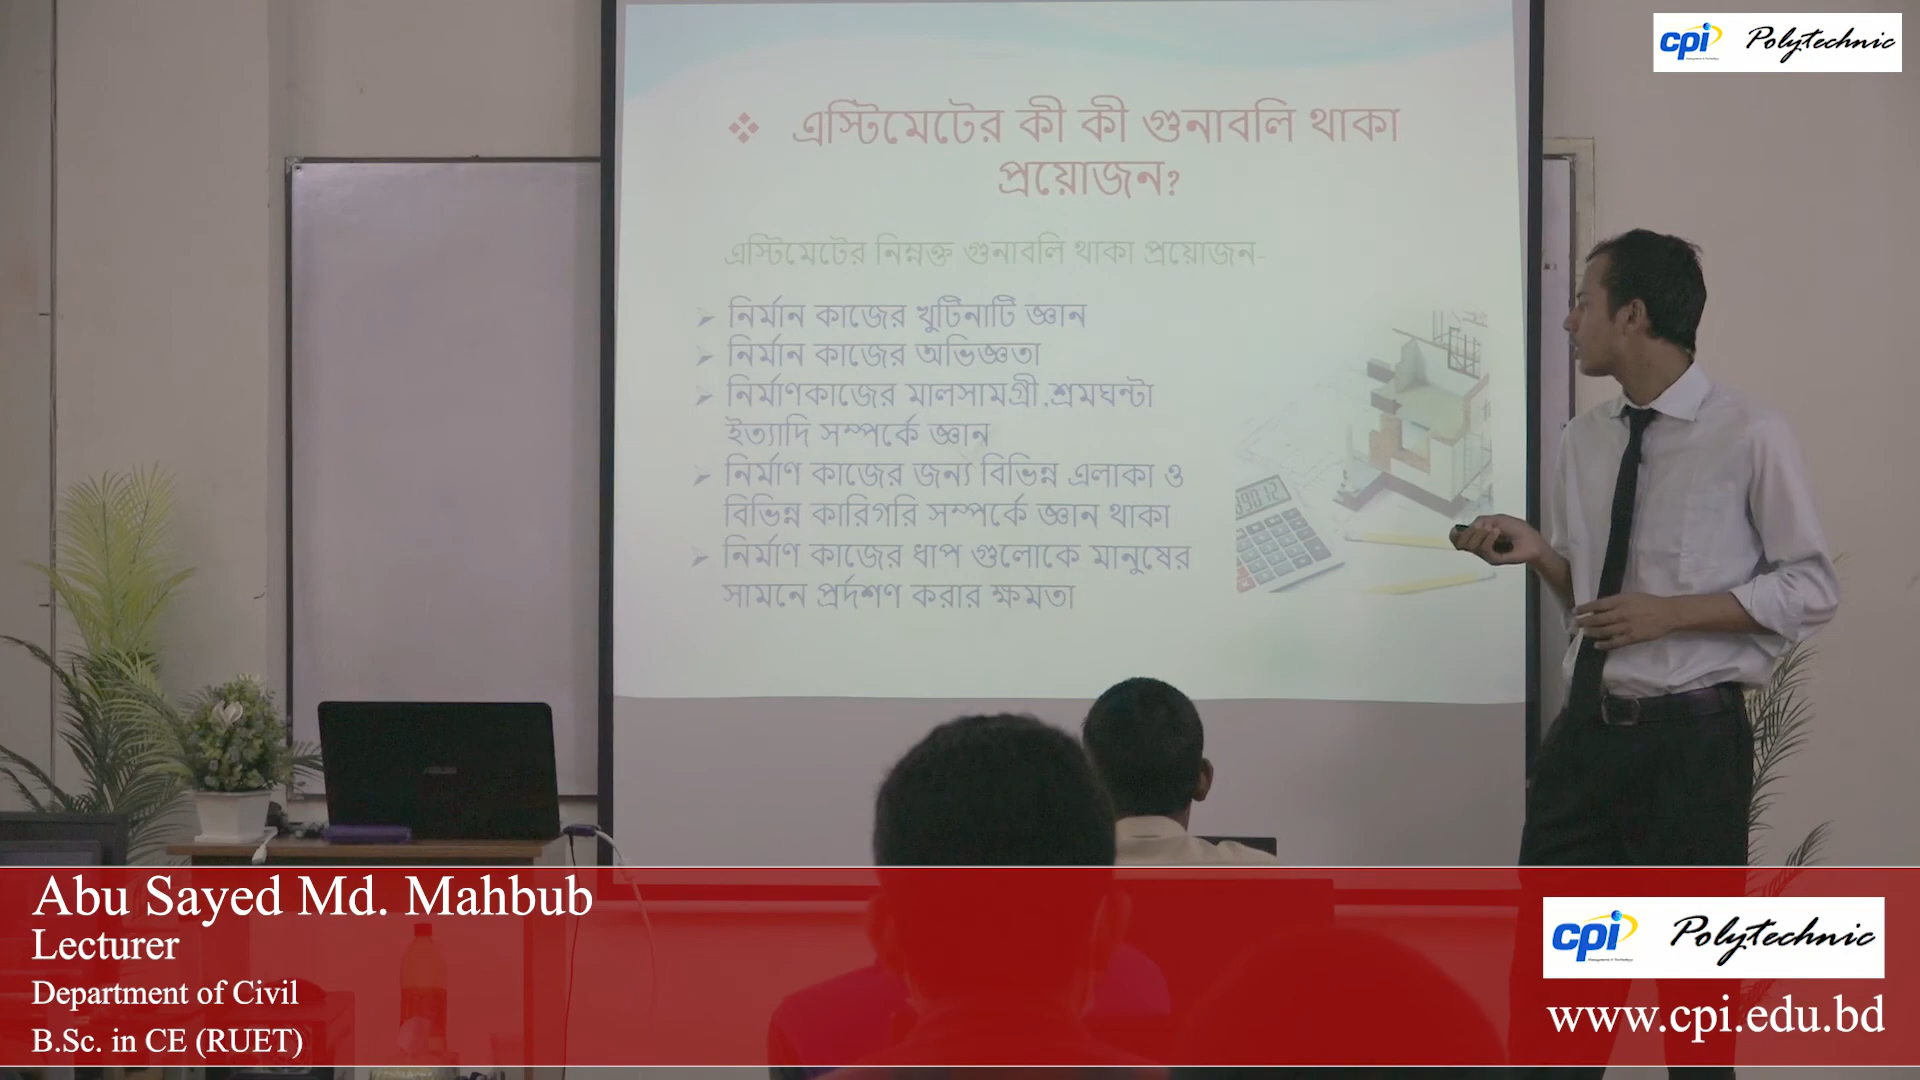 cpi Polytechnic
❖ এস্টিমেটের কী কী গুনাবলি থাকা
প্রয়োজন?
এস্টিমেটের নিম্নক্ত গুনাবলি থাকা প্রয়োজন-
➢ নির্মান কাজের খুটিনাটি জ্ঞান
➢ নির্মান কাজের অভিজ্ঞতা
➢ নির্মাণকাজের মালসামগ্রী.শ্রমঘন্টা
ইত্যাদি সম্পর্কে জ্ঞান
➢ নির্মাণ কাজের জন্য বিভিন্ন এলাকা ও
বিভিন্ন কারিগরি সম্পর্কে জ্ঞান থাকা
➢ নির্মাণ কাজের ধাপ গুলোকে মানুষের
সামনে প্রর্দশণ করার ক্ষমতা
Abu Sayed Md. Mahbub
Lecturer
Department of Civil
B.Sc. in CE (RUET)
cpi Polytechnic
www.cpi.edu.bd